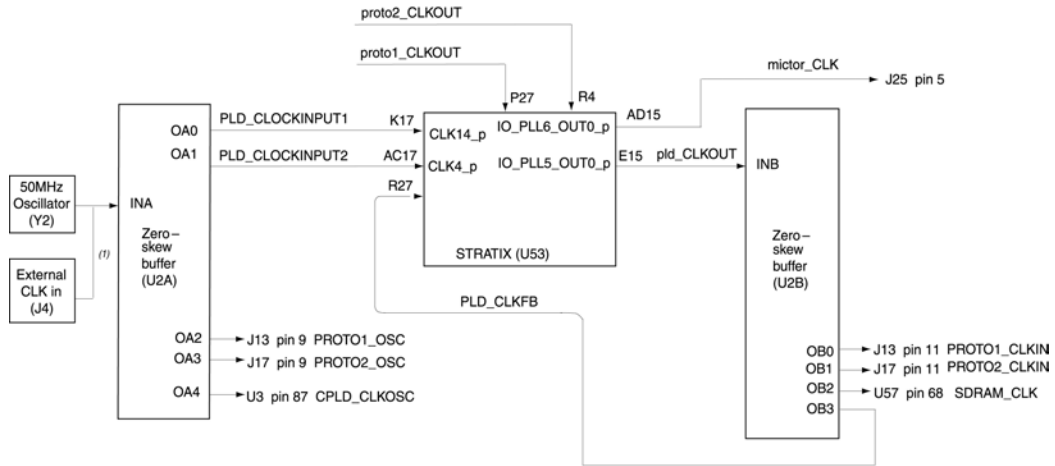 proto2_CLKOUT
proto1_CLKOUT
mictor_CLK
J25 pin 5
P27
R4
AD15
OA0
PLD_CLOCKINPUT1
K17
CLK14_p
IO_PLL6_OUT0_p
OA1
PLD_CLOCKINPUT2
AC17
CLK4_p
IO_PLL5_OUT0_p
E15
pld_CLKOUT
INB
R27
50MHz
Oscillator
(Y2)
INA
Zero–
skew
buffer
(U2A)
(1)
External
CLK in
(J4)
STRATIX (U53)
Zero–
skew
buffer
(U2B)
PLD_CLKFB
OA2
J13 pin 9 PROTO1_OSC
OA3
J17 pin 9 PROTO2_OSC
OA4
U3 pin 87 CPLD_CLKOSC
OB0
J13 pin 11 PROTO1_CLKIN
OB1
J17 pin 11 PROTO2_CLKIN
OB2
U57 pin 68 SDRAM_CLK
OB3